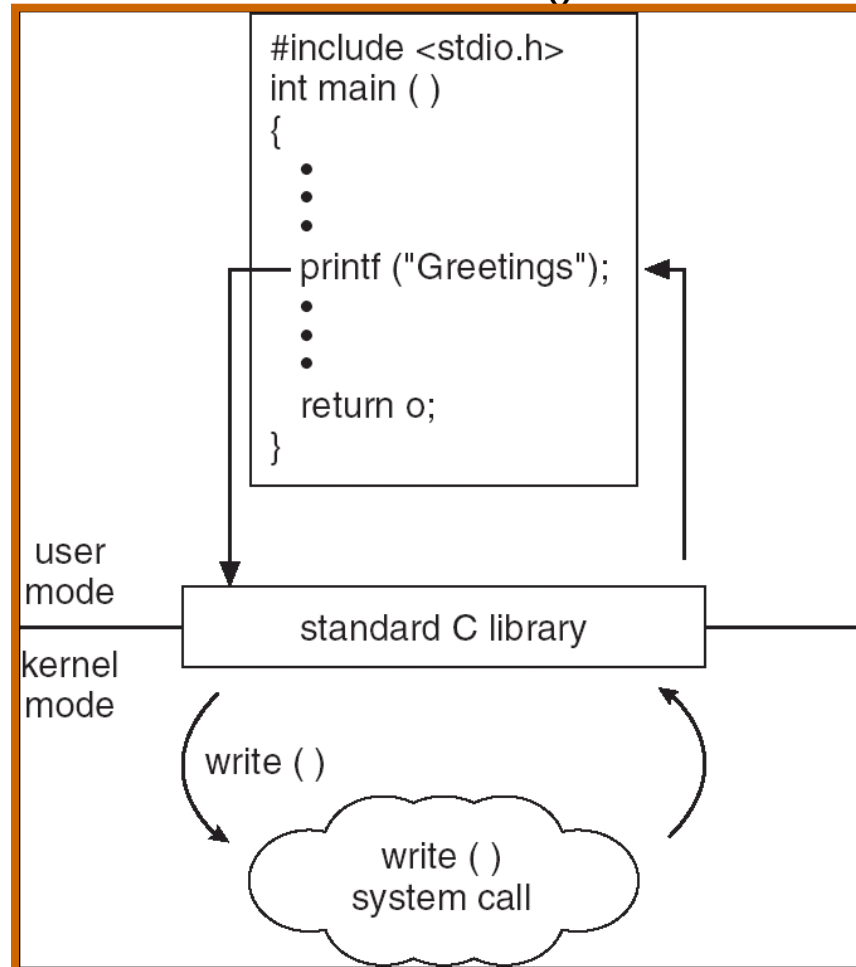 #include <stdio.h>
int main ( )
{
•
•
•
printf ("Greetings");
•
•
•
return o;
}
user
mode
standard C library
kernel
mode
write ( )
write ( )
system call